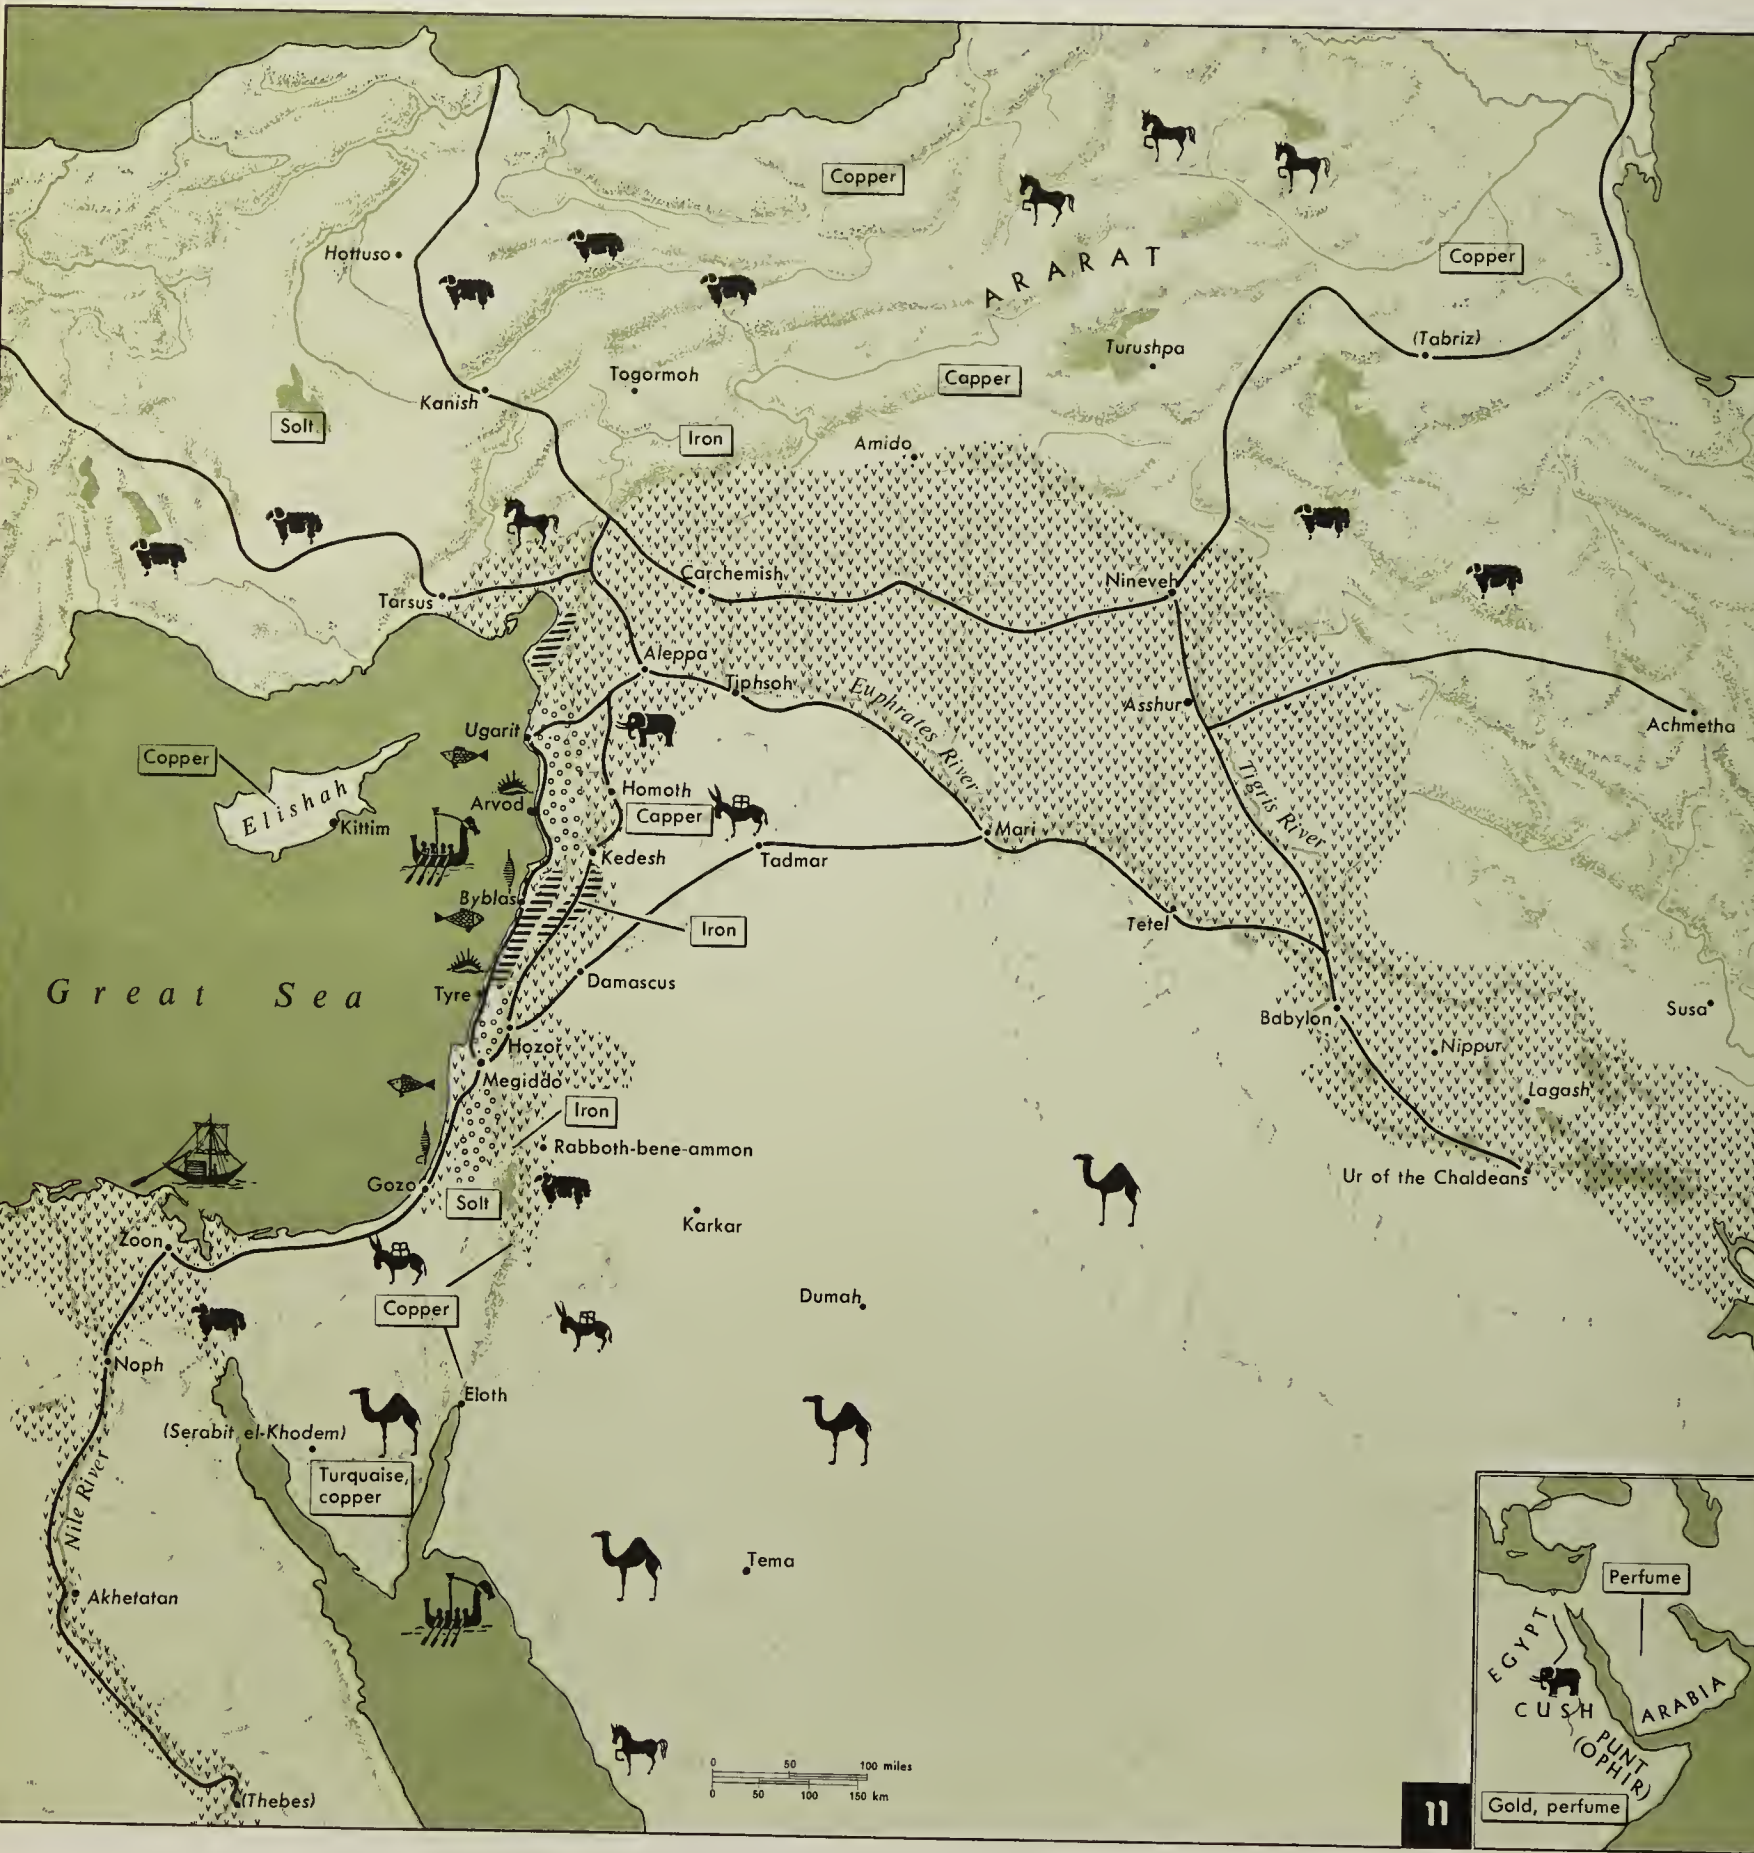 Copper
Hottuso
A R A R A T
Copper
(Tabriz)
Turushpa
Togormoh
Capper
Kanish
Solt
Iron
Amido
Carchemish
Nineveh
Tarsus
Aleppa
Tiphsoh
Euphrates River
Asshur
Achmetha
Ugarit
Copper
Tigris River
Elishah
Homoth
Arvod
Capper
Kittim
Mari
Kedesh
Tadmar
Byblas
Tetel
Iron
Damascus
Great Sea
Tyre
Susa
Babylon
Hozor
Nippur
Megiddo
Lagash
Iron
Rabboth-bene-ammon
Ur of the Chaldeans
Gozo
Solt
Karkar
Zoon
Dumah
Copper
Noph
Eloth
(Serabit el-Khodem)
Turquaise,
copper
Nile River
Tema
Akhetatan
Perfume
EGYPT
CUSH
ARABIA
PUNT
(OPHIR)
0 50 100 miles
0 50 100 150 km
(Thebes)
11
Gold, perfume